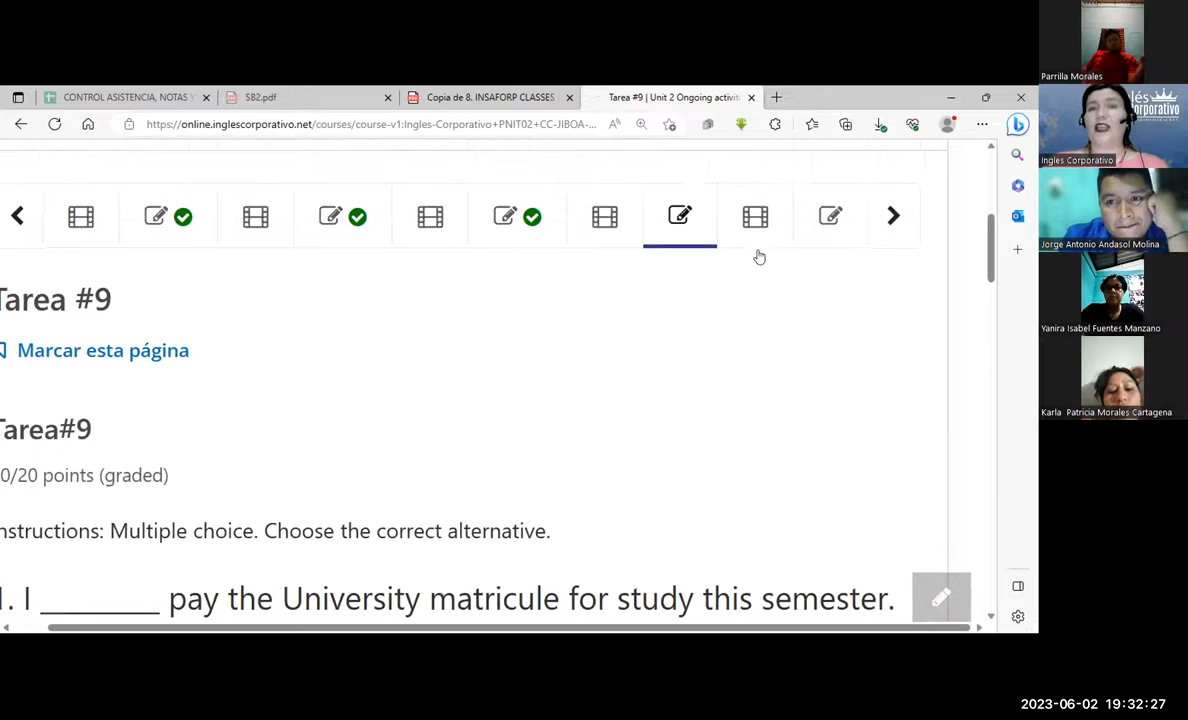 CONTROL ASISTENCIA, NOTAS Y
SB2.pdf
Copia de 8. INSAFORP CLASSES
Tarea #9 | Unit 2 Ongoing activiti
https://online.inglescorporativo.net/courses/course-v1:Ingles-Corporativo+PNIT02+CC-JIBOA-...
Tarea #9
Marcar esta página
Tarea#9
0/20 points (graded)
nstructions: Multiple choice. Choose the correct alternative.
1. I _________ pay the University matricule for study this semester.
Parrilla Morales
glés
orporativo
Ingles Corporativo
Jorge Antonio Andasol Molina
Yanira Isabel Fuentes Manzano
Karla Patricia Morales Cartagena
2023-06-02 19:32:27